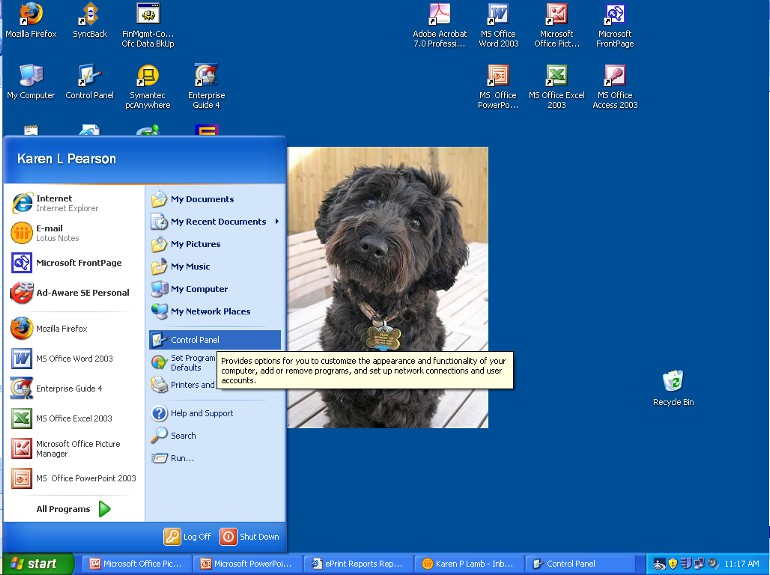 Mozilla Firefox
SyncBack
FinMgmt-Co...
Ofc Data BkUp
Adobe Acrobat
7.0 Professi...
MS Office
Word 2003
Microsoft
Office Pict...
Microsoft
FrontPage
My Computer
Control Panel
Symantec
pcAnywhere
Enterprise
Guide 4
MS Office
PowerPo...
MS Office Excel
2003
MS Office
Access 2003
Karen L Pearson
Internet
Internet Explorer
E-mail
Lotus Notes
Microsoft FrontPage
Ad-Aware SE Personal
Mozilla Firefox
MS Office Word 2003
Enterprise Guide 4
MS Office Excel 2003
Microsoft Office Picture
Manager
MS Office PowerPoint 2003
All Programs
My Documents
My Recent Documents
My Pictures
My Music
My Computer
My Network Places
Control Panel
Set Program
Defaults
Printers and
Help and Support
Search
Run...
Provides options for you to customize the appearance and functionality of your
computer, add or remove programs, and set up network connections and user
accounts.
Log Off
Shut Down
Recycle Bin
start
Microsoft Office Pic...
Microsoft PowerPoi...
ePrint Reports Rep...
Karen P Lamb - Inb...
Control Panel
11:17 AM